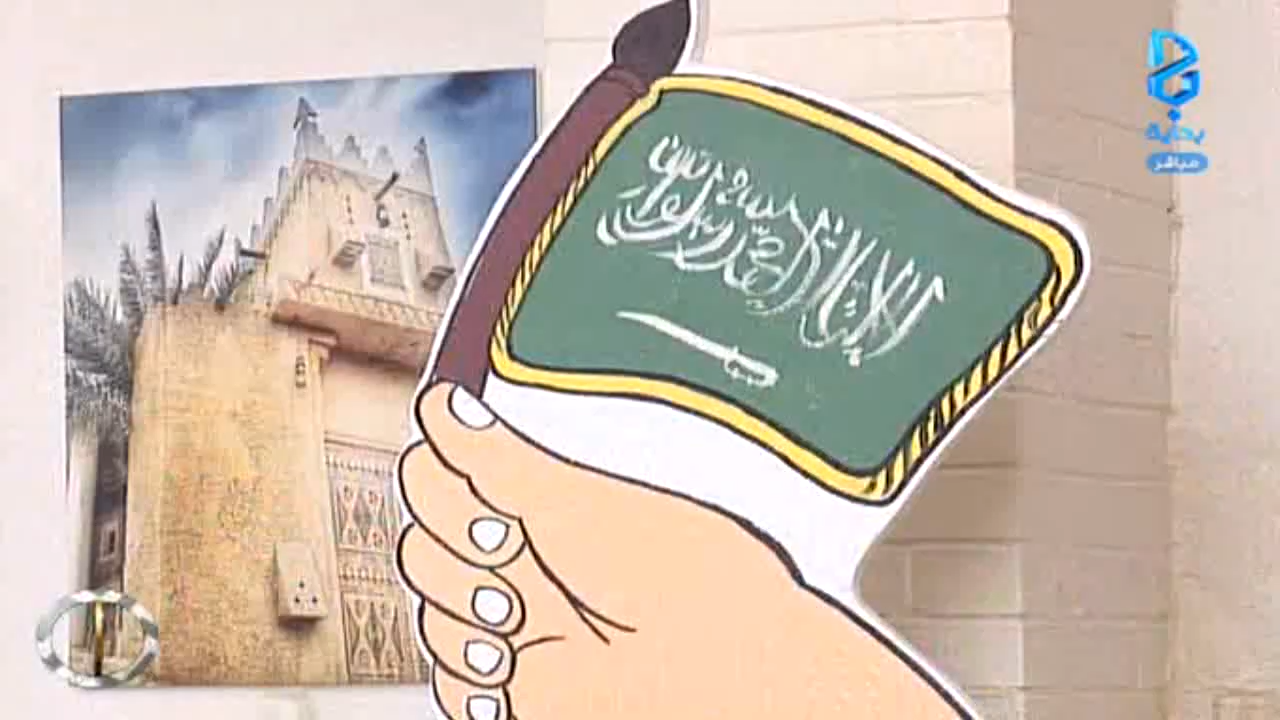 لا إله إلا الله محمد رسول الله
بداية
مباشر